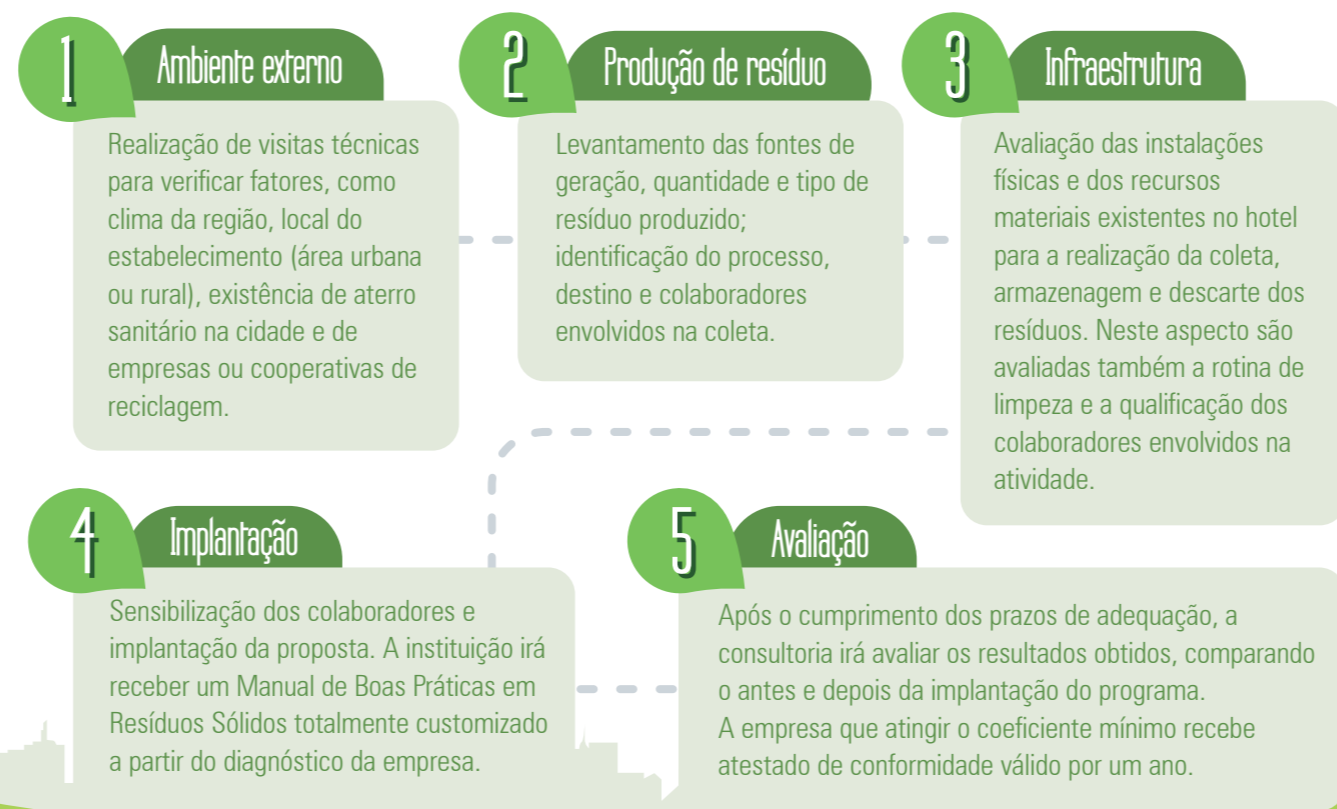 1
Ambiente externo
Realização de visitas técnicas
para verificar fatores, como
clima da região, local do
estabelecimento (área urbana
ou rural), existência de aterro
sanitário na cidade e de
empresas ou cooperativas de
reciclagem.
2
Produção de resíduo
Levantamento das fontes de
geração, quantidade e tipo de
resíduo produzido;
identificação do processo,
destino e colaboradores
envolvidos na coleta.
3
Infraestrutura
Avaliação das instalações
físicas e dos recursos
materiais existentes no hotel
para a realização da coleta,
armazenagem e descarte dos
resíduos. Neste aspecto são
avaliadas também a rotina de
limpeza e a qualificação dos
colaboradores envolvidos na
atividade.
4
Implantação
Sensibilização dos colaboradores e
implantação da proposta. A instituição irá
receber um Manual de Boas Práticas em
Resíduos Sólidos totalmente customizado
a partir do diagnóstico da empresa.
5
Avaliação
Após o cumprimento dos prazos de adequação, a
consultoria irá avaliar os resultados obtidos, comparando
o antes e depois da implantação do programa.
A empresa que atingir o coeficiente mínimo recebe
atestado de conformidade válido por um ano.